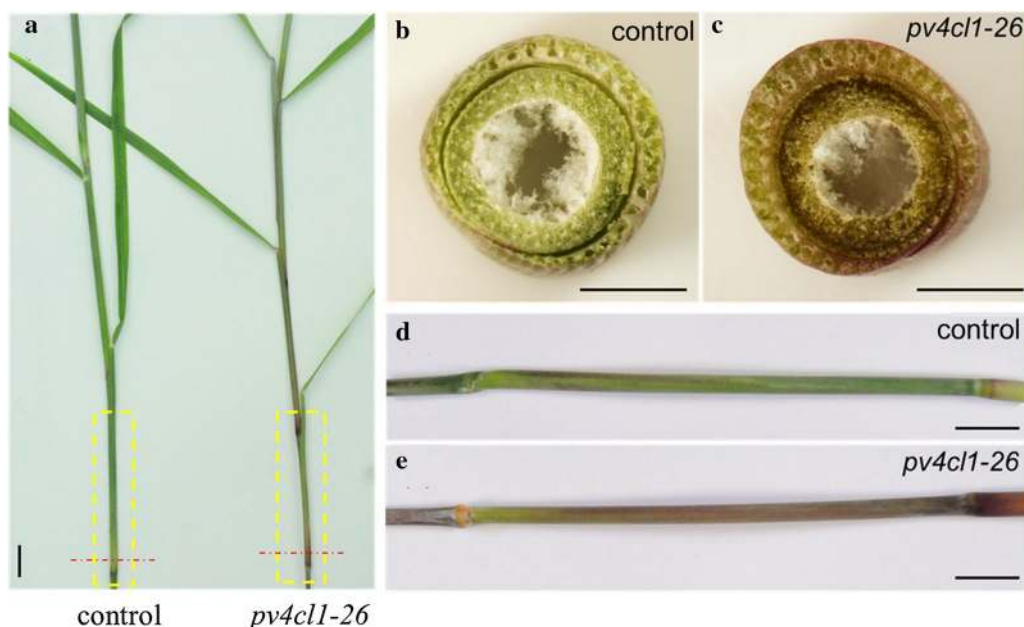 a
b
control
c
pv4cl1-26
d
control
e
pv4cl1-26
control
pv4cl1-26